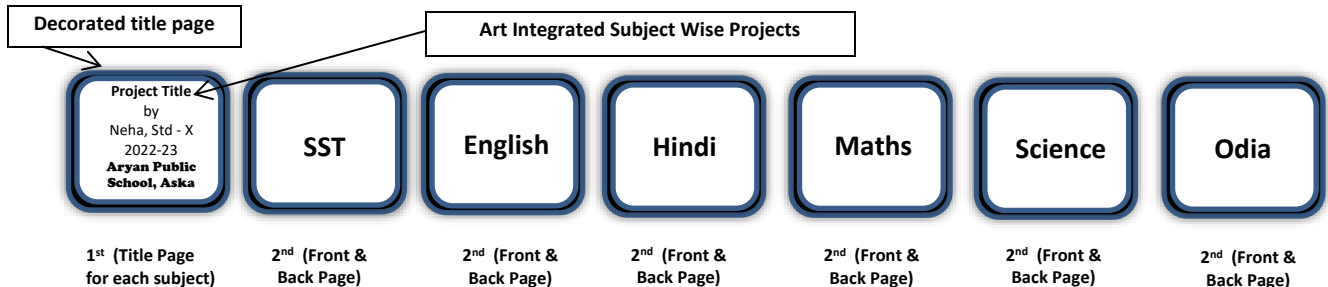 Decorated title page
Art Integrated Subject Wise Projects
Project Title
by
Neha, Std - X
2022-23
Aryan Public
School, Aska
SST
English
Hindi
Maths
Science
Odia
1st (Title Page
for each subject)
2nd (Front &
Back Page)
2nd (Front &
Back Page)
2nd (Front &
Back Page)
2nd (Front &
Back Page)
2nd (Front &
Back Page)
2nd (Front &
Back Page)